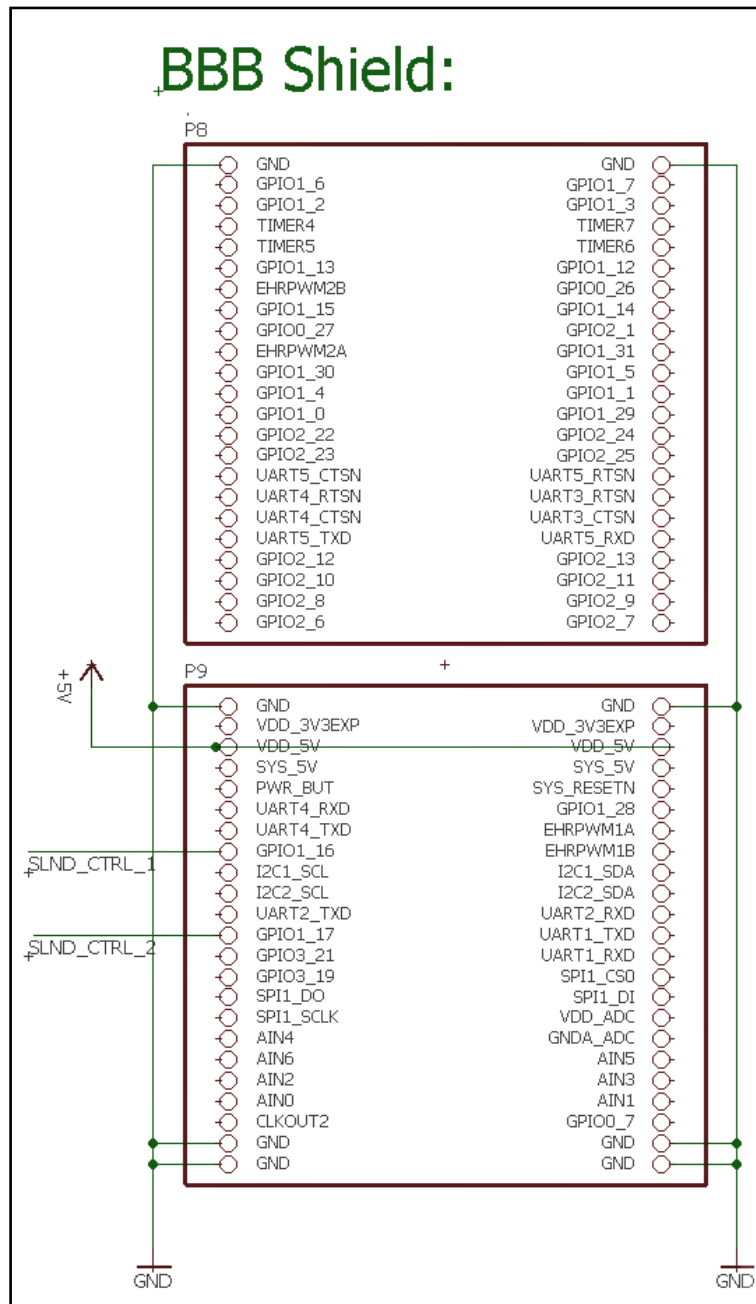 BBB Shield:
P8
GND GND
GPIO1_6 GPIO1_7
GPIO1_2 GPIO1_3
TIMER4 TIMER7
TIMER5 TIMER6
GPIO1_13 GPIO1_12
EHRPWM2B GPIO0_26
GPIO1_15 GPIO1_14
GPIO0_27 GPIO2_1
EHRPWM2A GPIO1_31
GPIO1_30 GPIO1_5
GPIO1_4 GPIO1_1
GPIO1_0 GPIO1_29
GPIO2_22 GPIO2_24
GPIO2_23 GPIO2_25
UART5_CTSN UART5_RTSN
UART4_RTSN UART3_RTSN
UART4_CTSN UART3_CTSN
UART5_TXD UART5_RXD
GPIO2_12 GPIO2_13
GPIO2_10 GPIO2_11
GPIO2_8 GPIO2_9
GPIO2_6 GPIO2_7
+5V
P9
GND GND
VDD_3V3EXP VDD_3V3EXP
VDD_5V VDD_5V
SYS_5V SYS_5V
PWR_BUT SYS_RESETN
UART4_RXD GPIO1_28
UART4_TXD EHRPWM1A
GPIO1_16 EHRPWM1B
SLND_CTRL_1
I2C1_SCL I2C1_SDA
I2C2_SCL I2C2_SDA
UART2_TXD UART2_RXD
GPIO1_17 UART1_TXD
SLND_CTRL_2
GPIO3_21 UART1_RXD
GPIO3_19 SPI1_CS0
SPI1_DO SPI1_DI
SPI1_SCLK VDD_ADC
AIN4 GNDA_ADC
AIN6 AIN5
AIN2 AIN3
AIN0 AIN1
CLKOUT2 GPIO0_7
GND GND
GND GND
GND GND